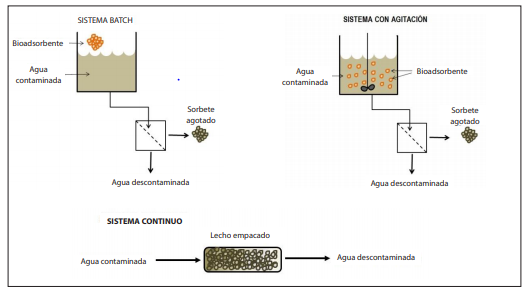 SISTEMA BATCH
Bioadsorbente
Agua
contaminada
Sorbete
agotado
Agua descontaminada
SISTEMA CON AGITACIÓN
Agua
contaminada
Bioadsorbente
Sorbete
agotado
Agua descontaminada
SISTEMA CONTINUO
Lecho empacado
Agua contaminada
Agua descontaminada